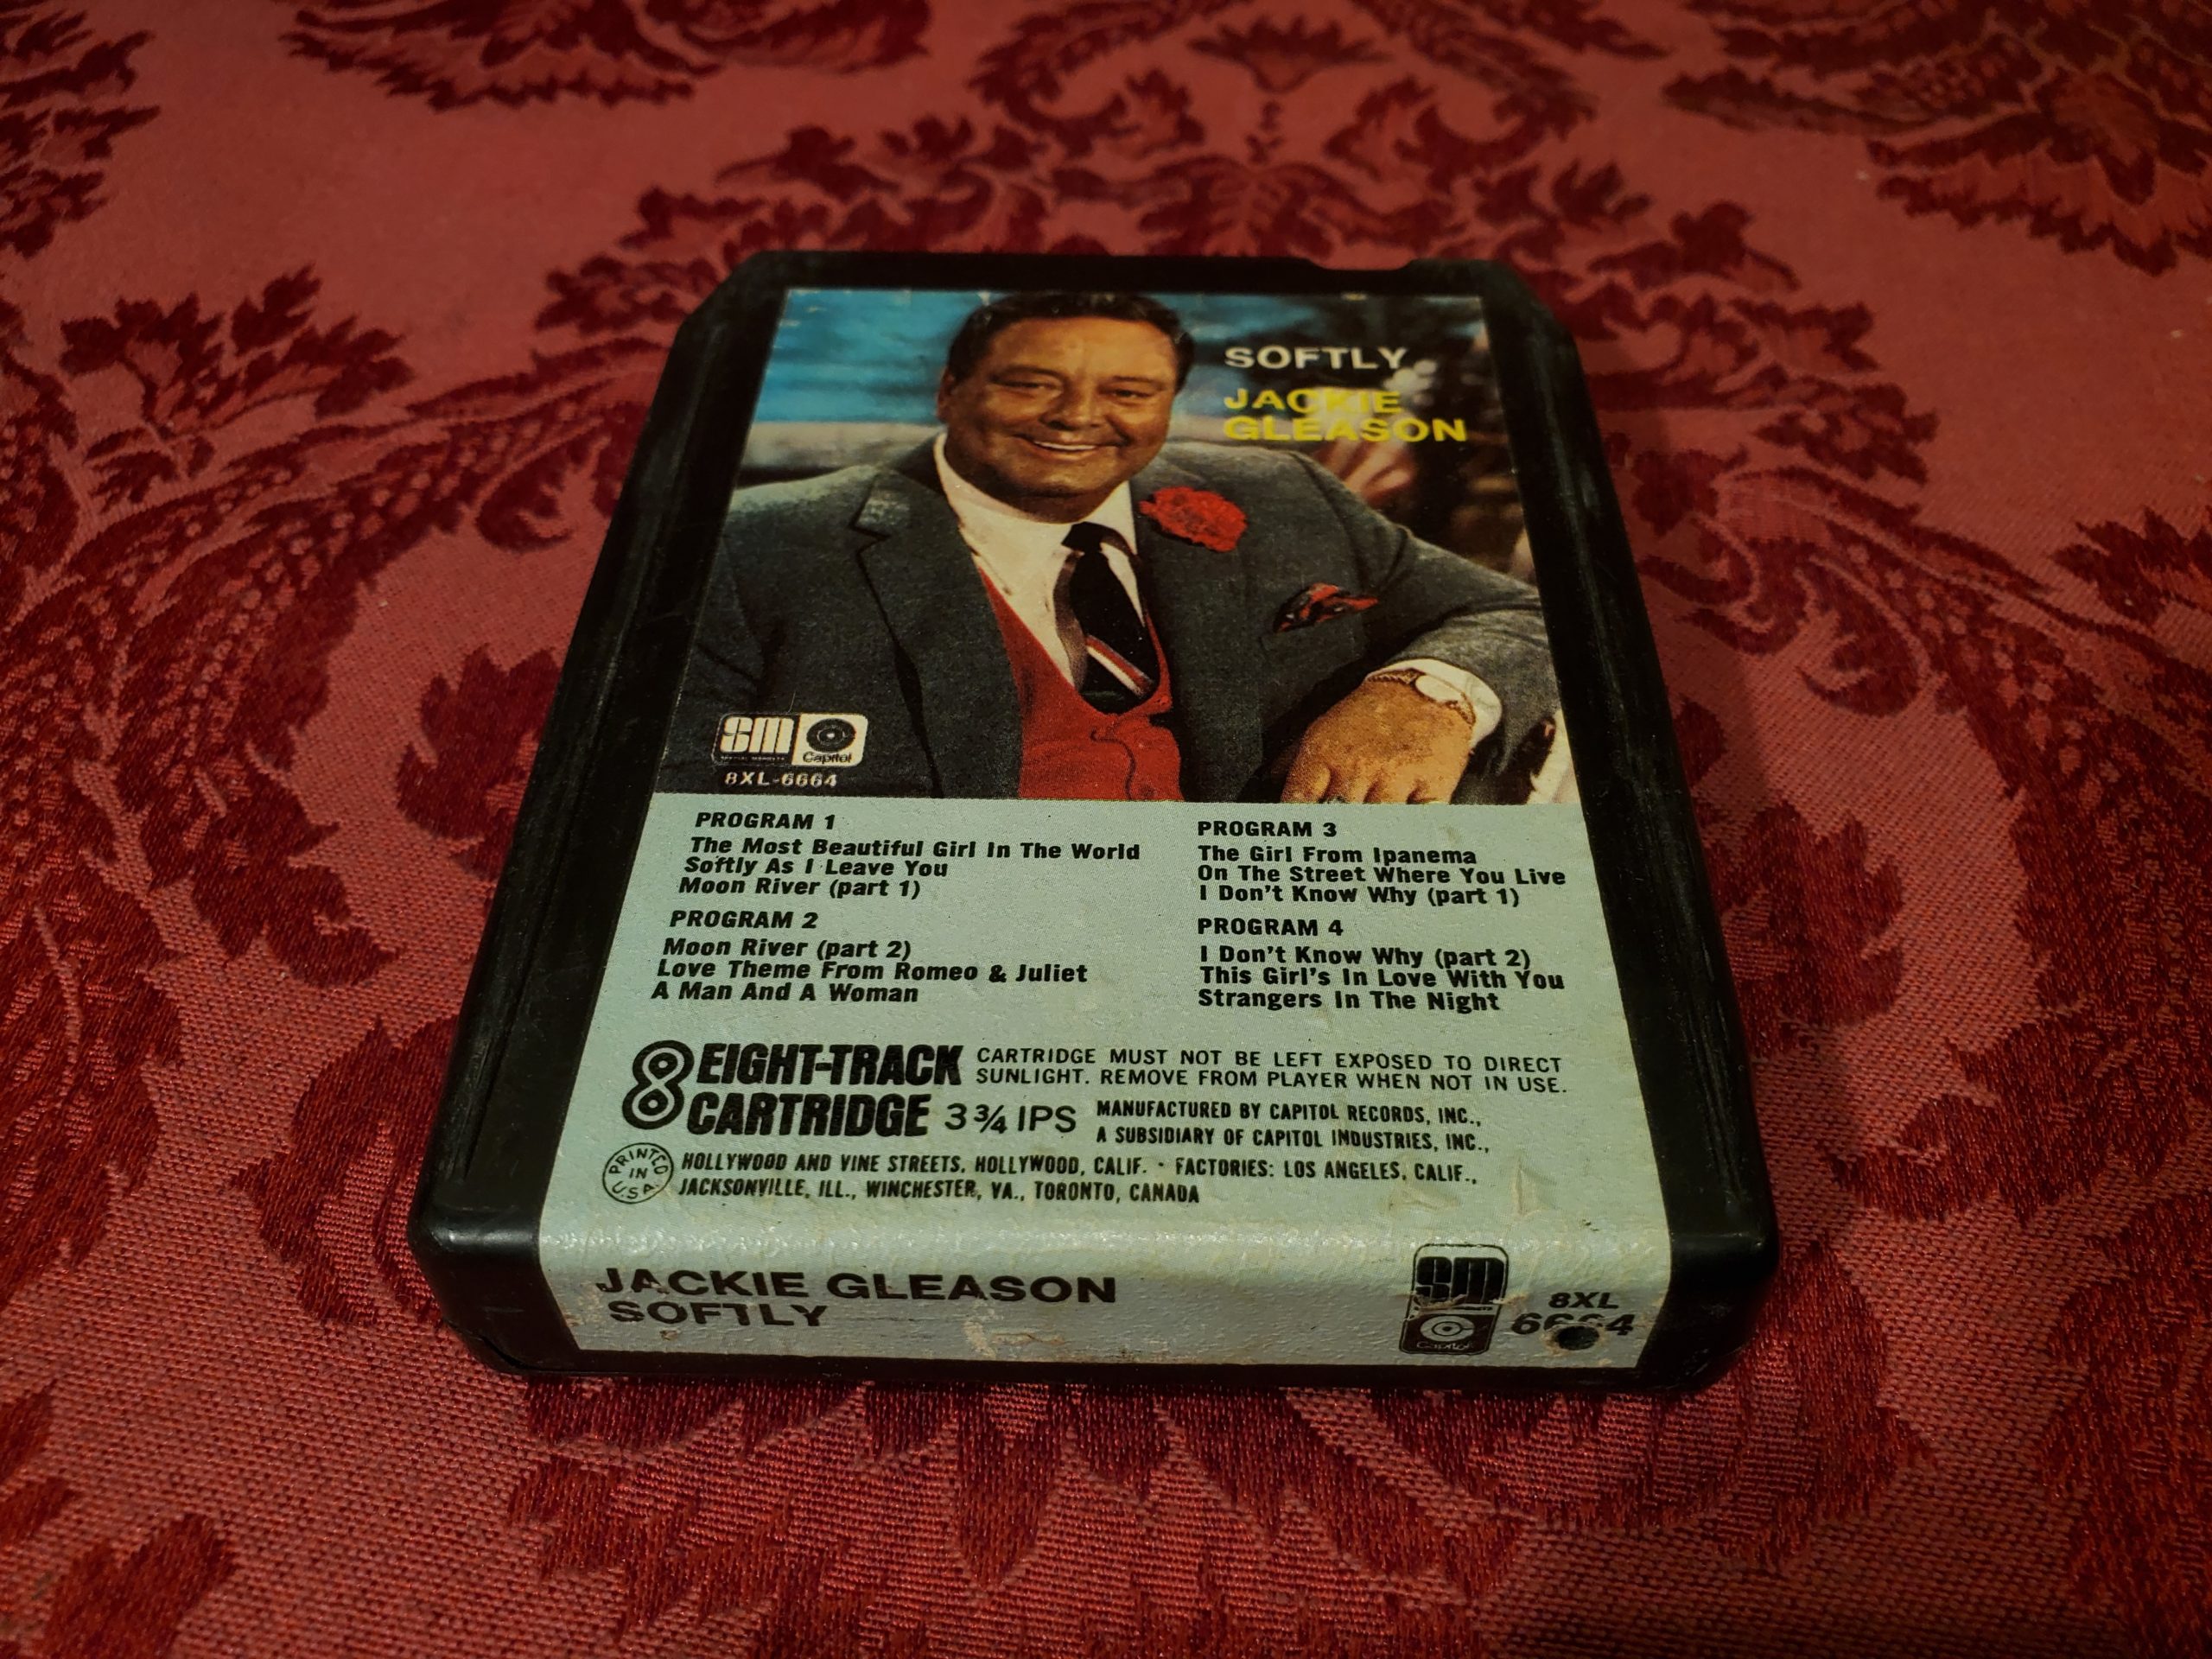 SOFTLY
JACKIE
GLEASON
sm
Capitol
8XL-6664
PROGRAM 1
The Most Beautiful Girl In The World
Softly As I Leave You
Moon River (part 1)
PROGRAM 2
Moon River (part 2)
Love Theme From Romeo & Juliet
A Man And A Woman
PROGRAM 3
The Girl From Ipanema
On The Street Where You Live
I Don't Know Why (part 1)
PROGRAM 4
I Don't Know Why (part 2)
This Girl's In Love With You
Strangers In The Night
8 EIGHT-TRACK
CARTRIDGE 3¾ IPS
CARTRIDGE MUST NOT BE LEFT EXPOSED TO DIRECT
SUNLIGHT. REMOVE FROM PLAYER WHEN NOT IN USE.
MANUFACTURED BY CAPITOL RECORDS, INC.,
A SUBSIDIARY OF CAPITOL INDUSTRIES, INC.,
PRINTED IN U.S.A.
HOLLYWOOD AND VINE STREETS, HOLLYWOOD, CALIF. · FACTORIES: LOS ANGELES, CALIF.,
JACKSONVILLE, ILL., WINCHESTER, VA., TORONTO, CANADA
JACKIE GLEASON
SOFTLY
sm
Capitol
8XL